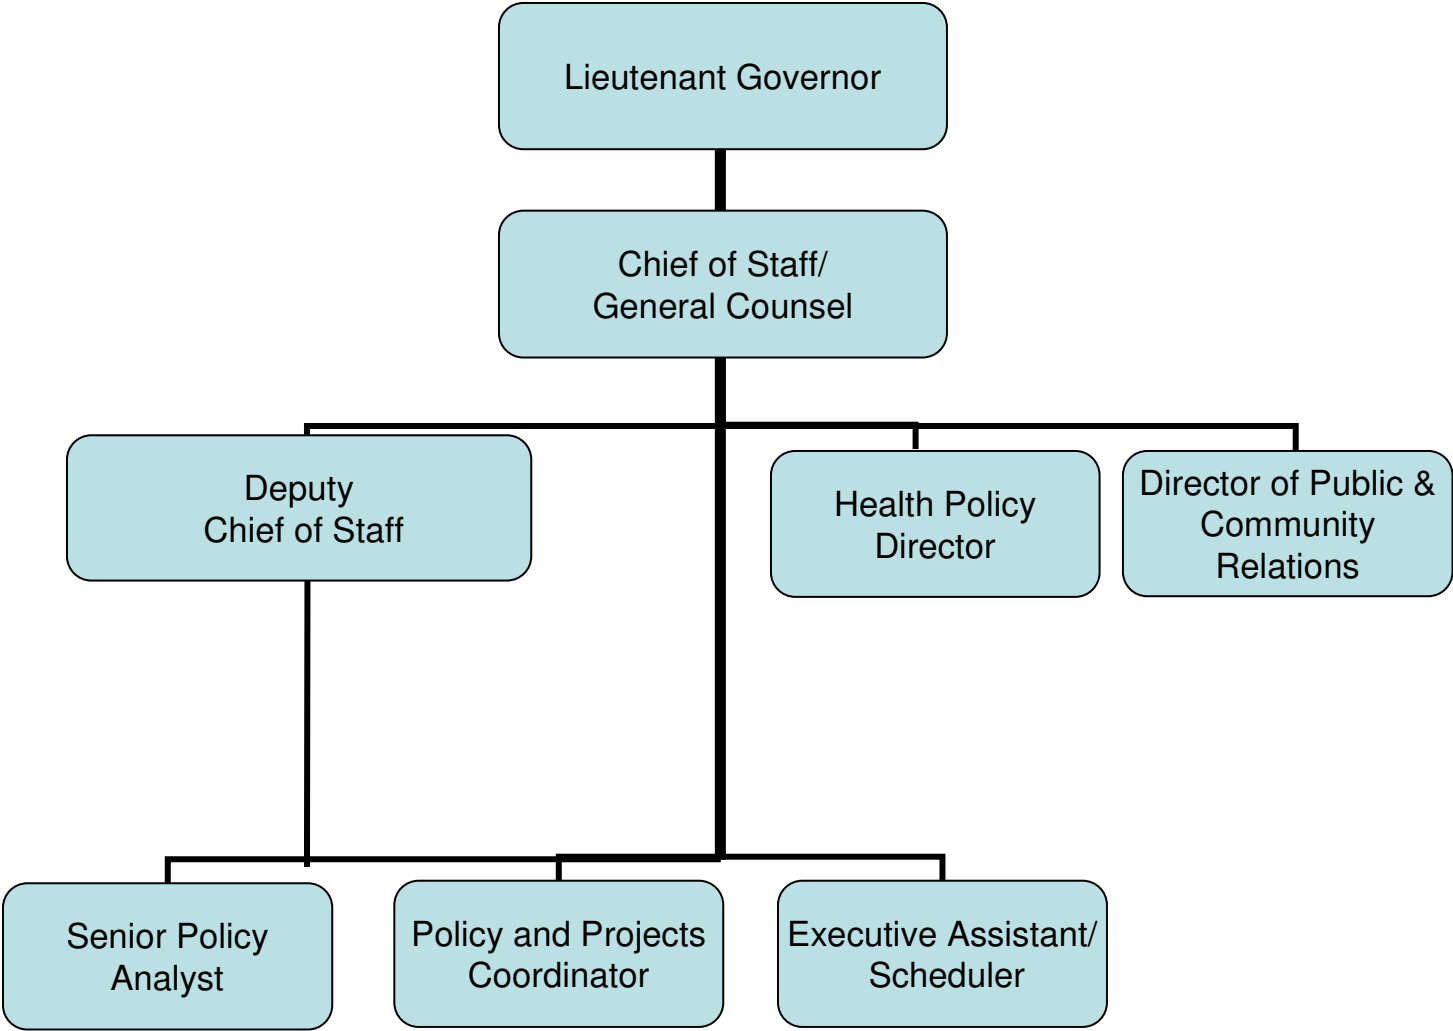 Lieutenant Governor
Chief of Staff/
General Counsel
Deputy
Chief of Staff
Health Policy
Director
Director of Public &
Community
Relations
Senior Policy
Analyst
Policy and Projects
Coordinator
Executive Assistant/
Scheduler